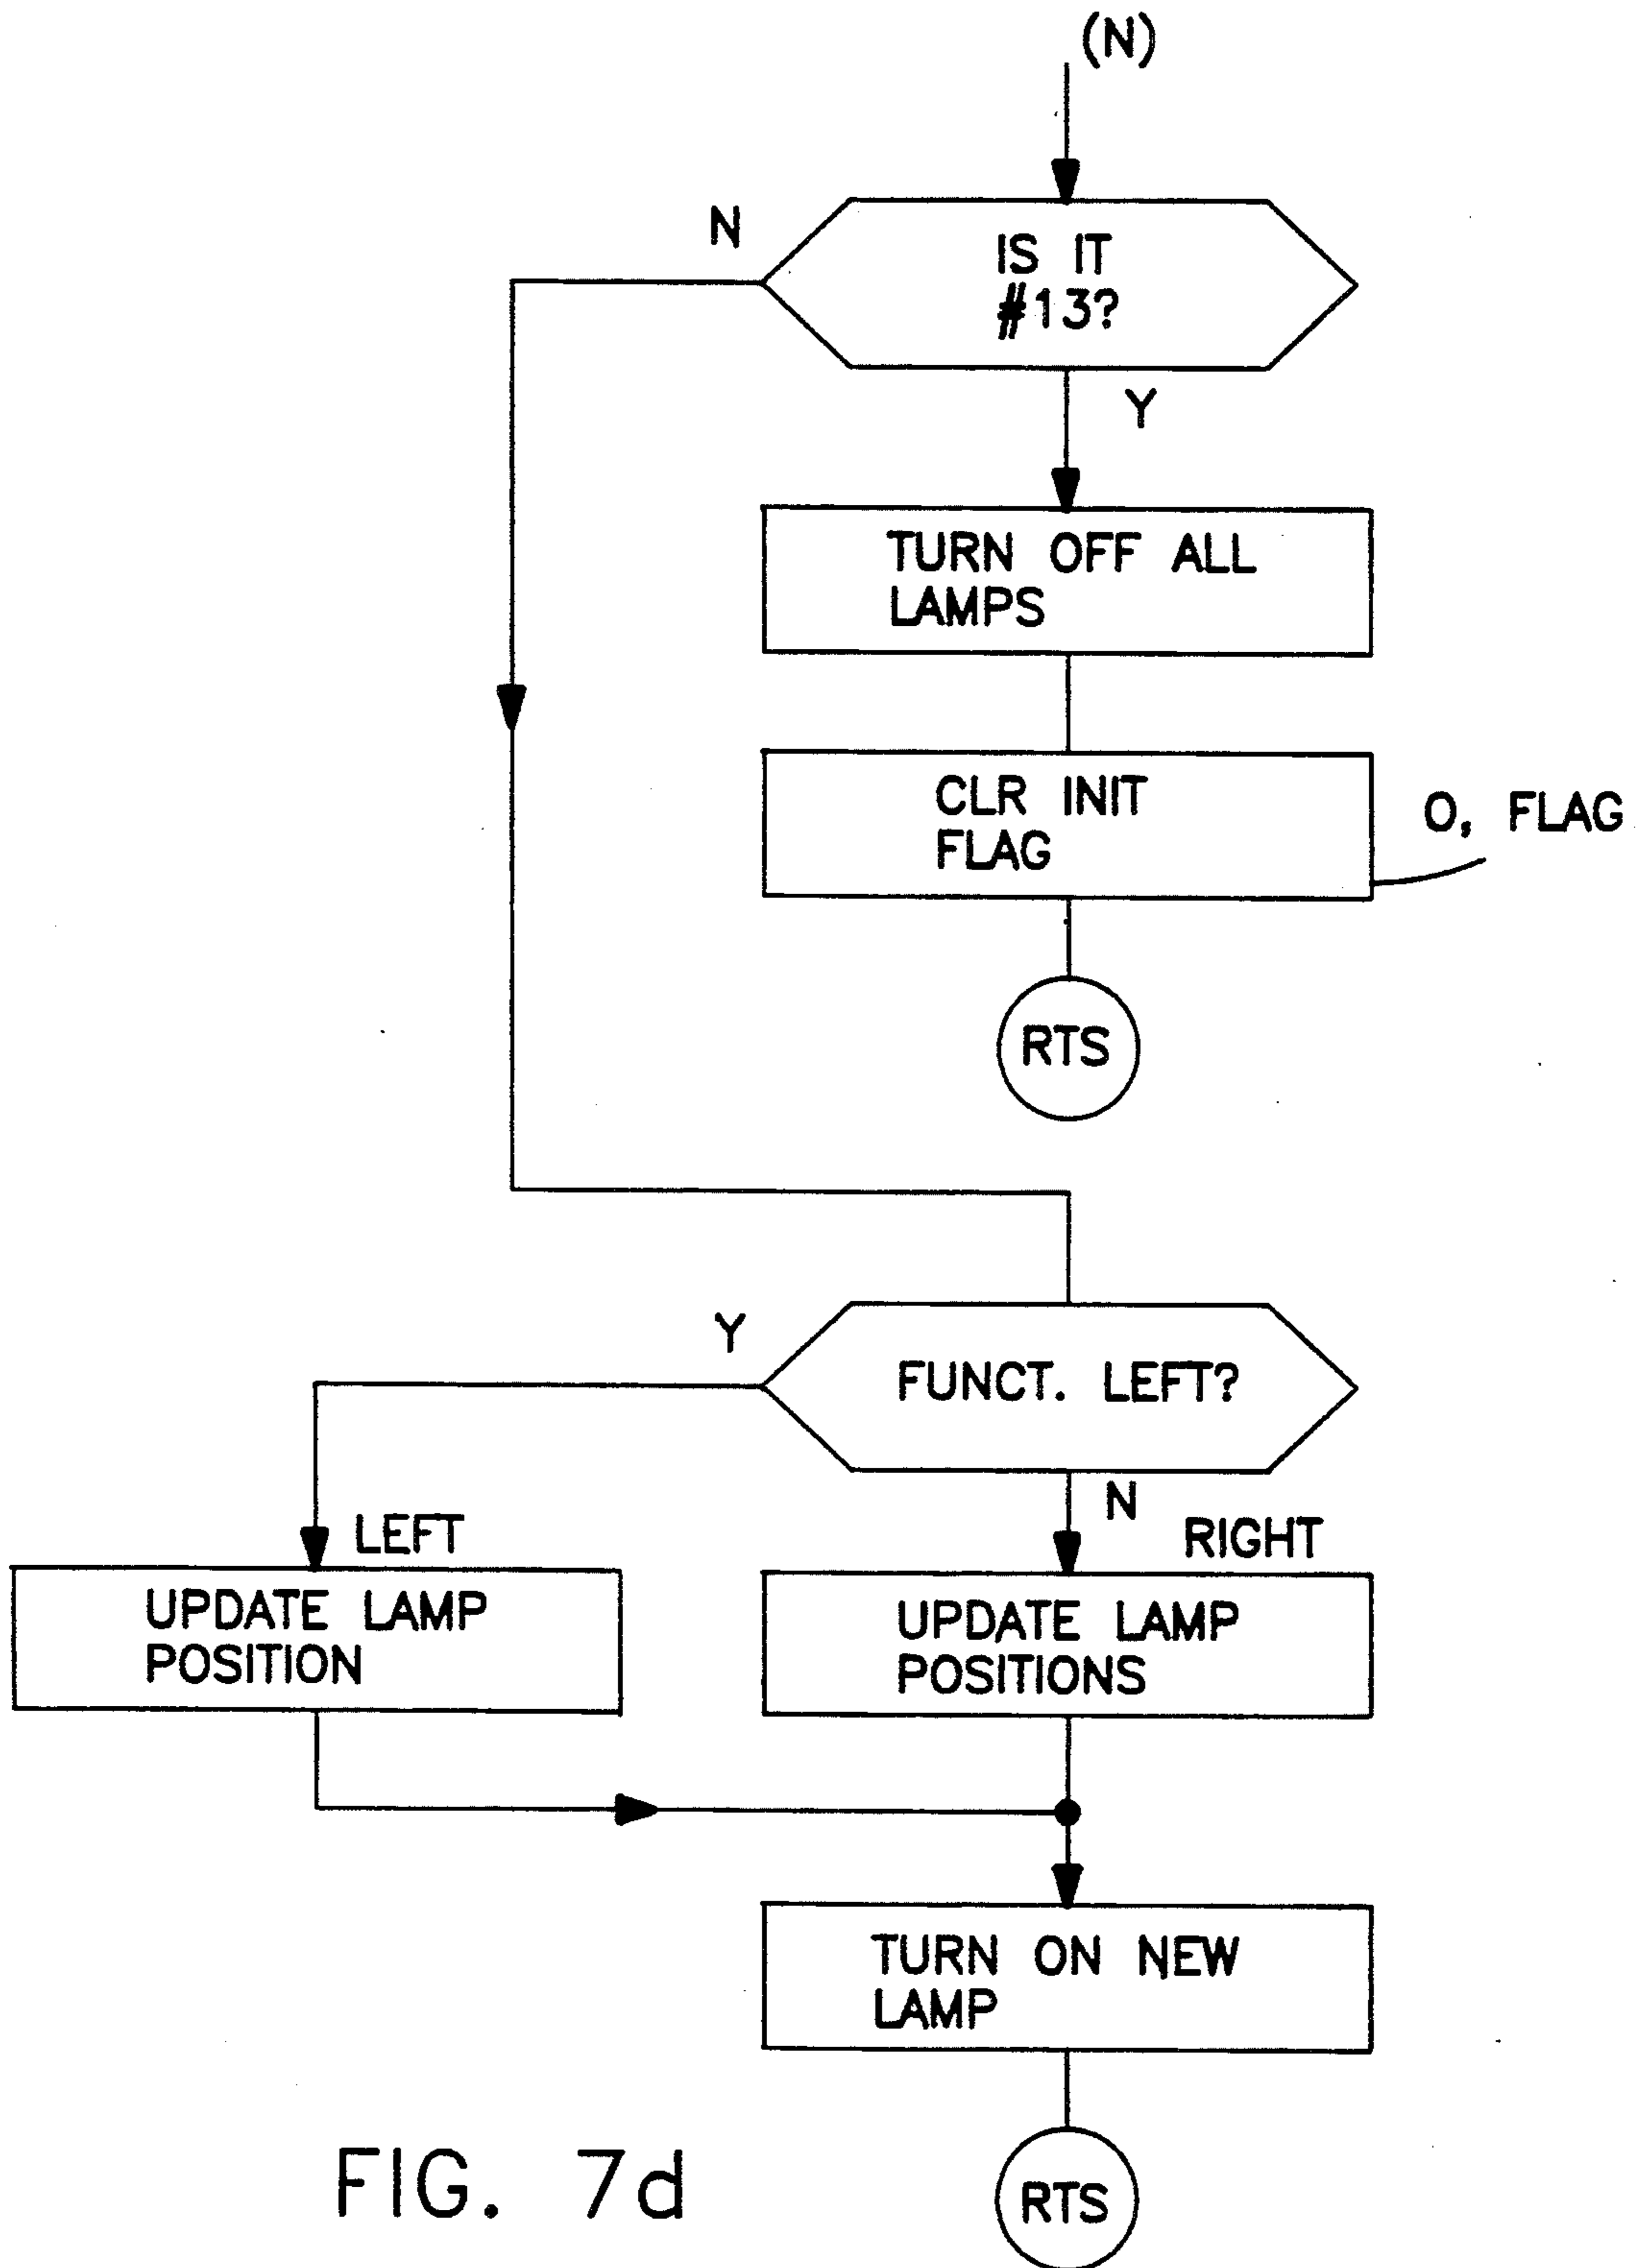 (N)
N
IS IT
#13?
Y
TURN OFF ALL
LAMPS
CLR INIT
FLAG
O, FLAG
RTS
Y
FUNCT. LEFT?
N
LEFT
RIGHT
UPDATE LAMP
POSITION
UPDATE LAMP
POSITIONS
TURN ON NEW
LAMP
RTS
FIG. 7d